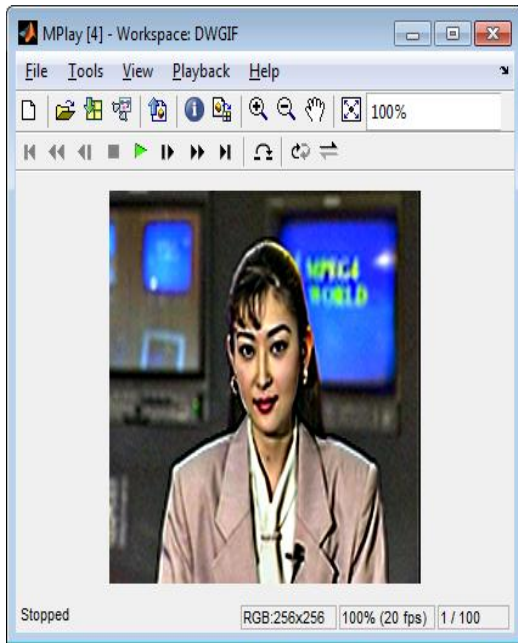 MPlay [4] - Workspace: DWGIF
File Tools View Playback Help
100%
MPEG4
WORLD
Stopped
RGB:256x256 100% (20 fps) 1 / 100